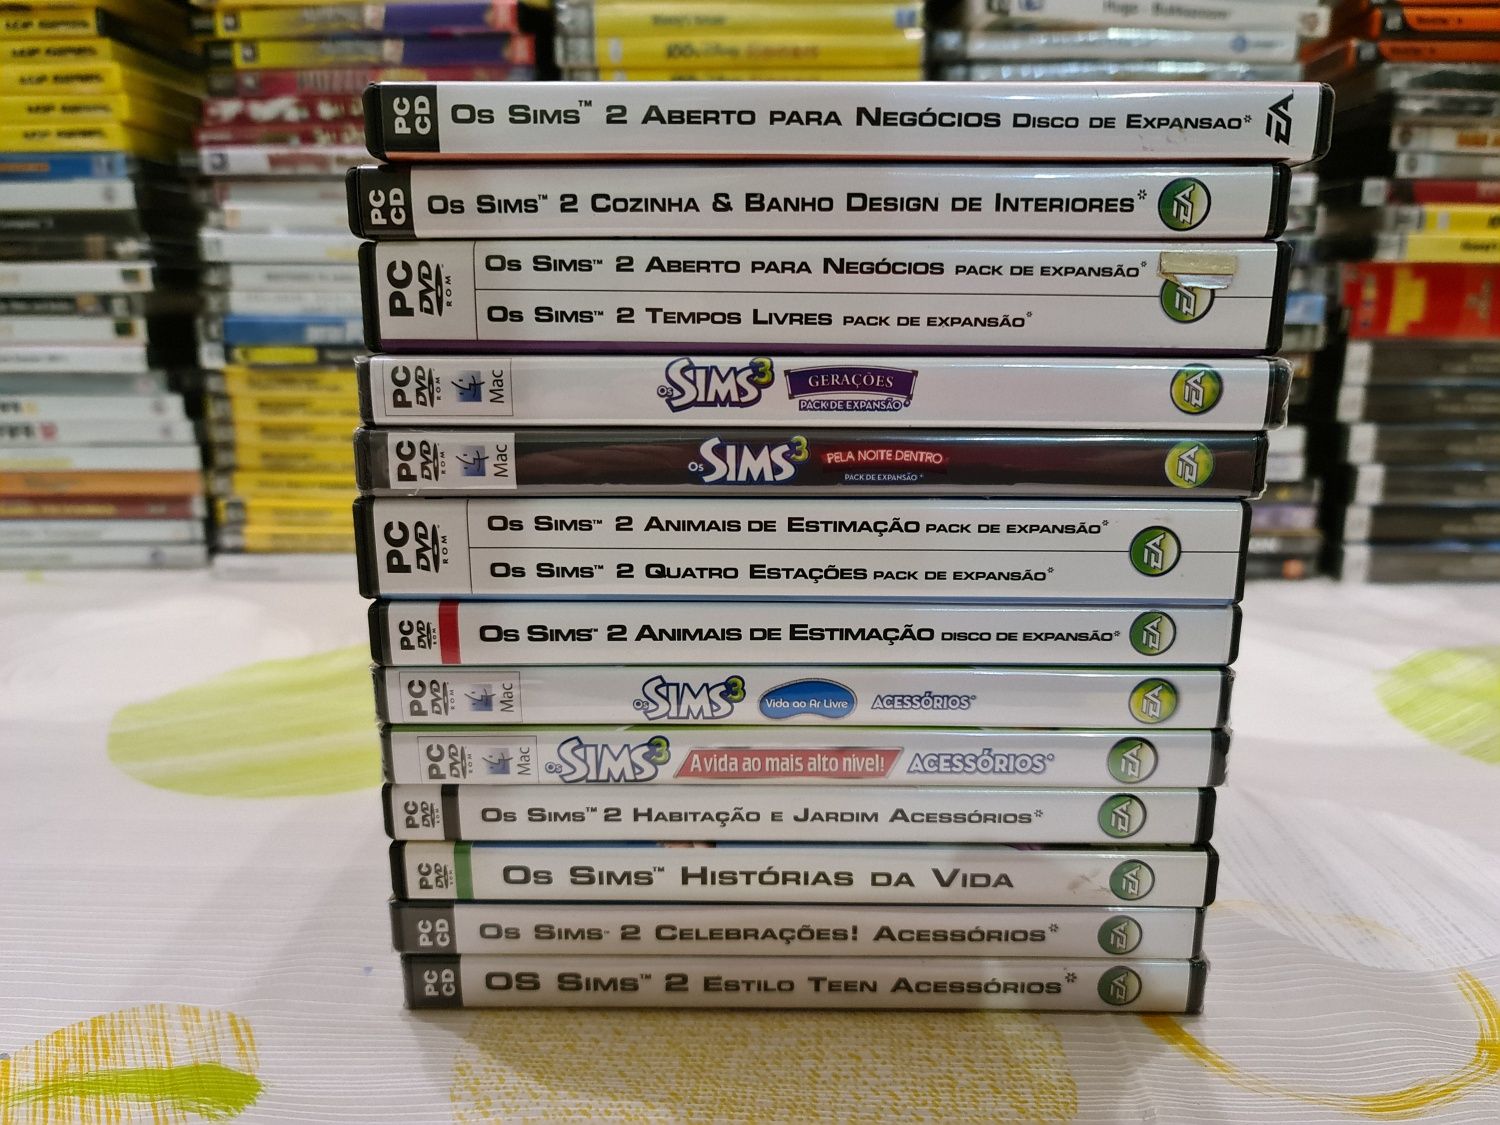 PC CD Os Sims™ 2 Aberto para Negócios Disco de Expansao* EA
PC CD Os Sims™ 2 Cozinha & Banho Design de Interiores* EA
PC DVD ROM Os Sims™ 2 Aberto para Negócios pack de expansão* EA
Os Sims™ 2 Tempos Livres pack de expansão*
PC DVD ROM Mac Os SIMS 3 GERAÇÕES PACK DE EXPANSÃO* EA
PC DVD ROM Mac Os SIMS 3 PELA NOITE DENTRO PACK DE EXPANSÃO* EA
PC DVD ROM Os Sims™ 2 Animais de Estimação pack de expansão* EA
Os Sims™ 2 Quatro Estações pack de expansão*
PC DVD ROM Os Sims™ 2 Animais de Estimação disco de expansão* EA
PC DVD ROM Mac Os SIMS 3 Vida ao Ar Livre ACESSÓRIOS* EA
PC DVD ROM Mac Os SIMS 3 A vida ao mais alto nível! ACESSÓRIOS* EA
PC DVD ROM Os Sims™ 2 Habitação e Jardim Acessórios* EA
PC DVD ROM Os Sims™ Histórias da Vida EA
PC CD Os Sims™ 2 Celebrações! Acessórios* EA
PC CD OS Sims™ 2 Estilo Teen Acessórios* EA